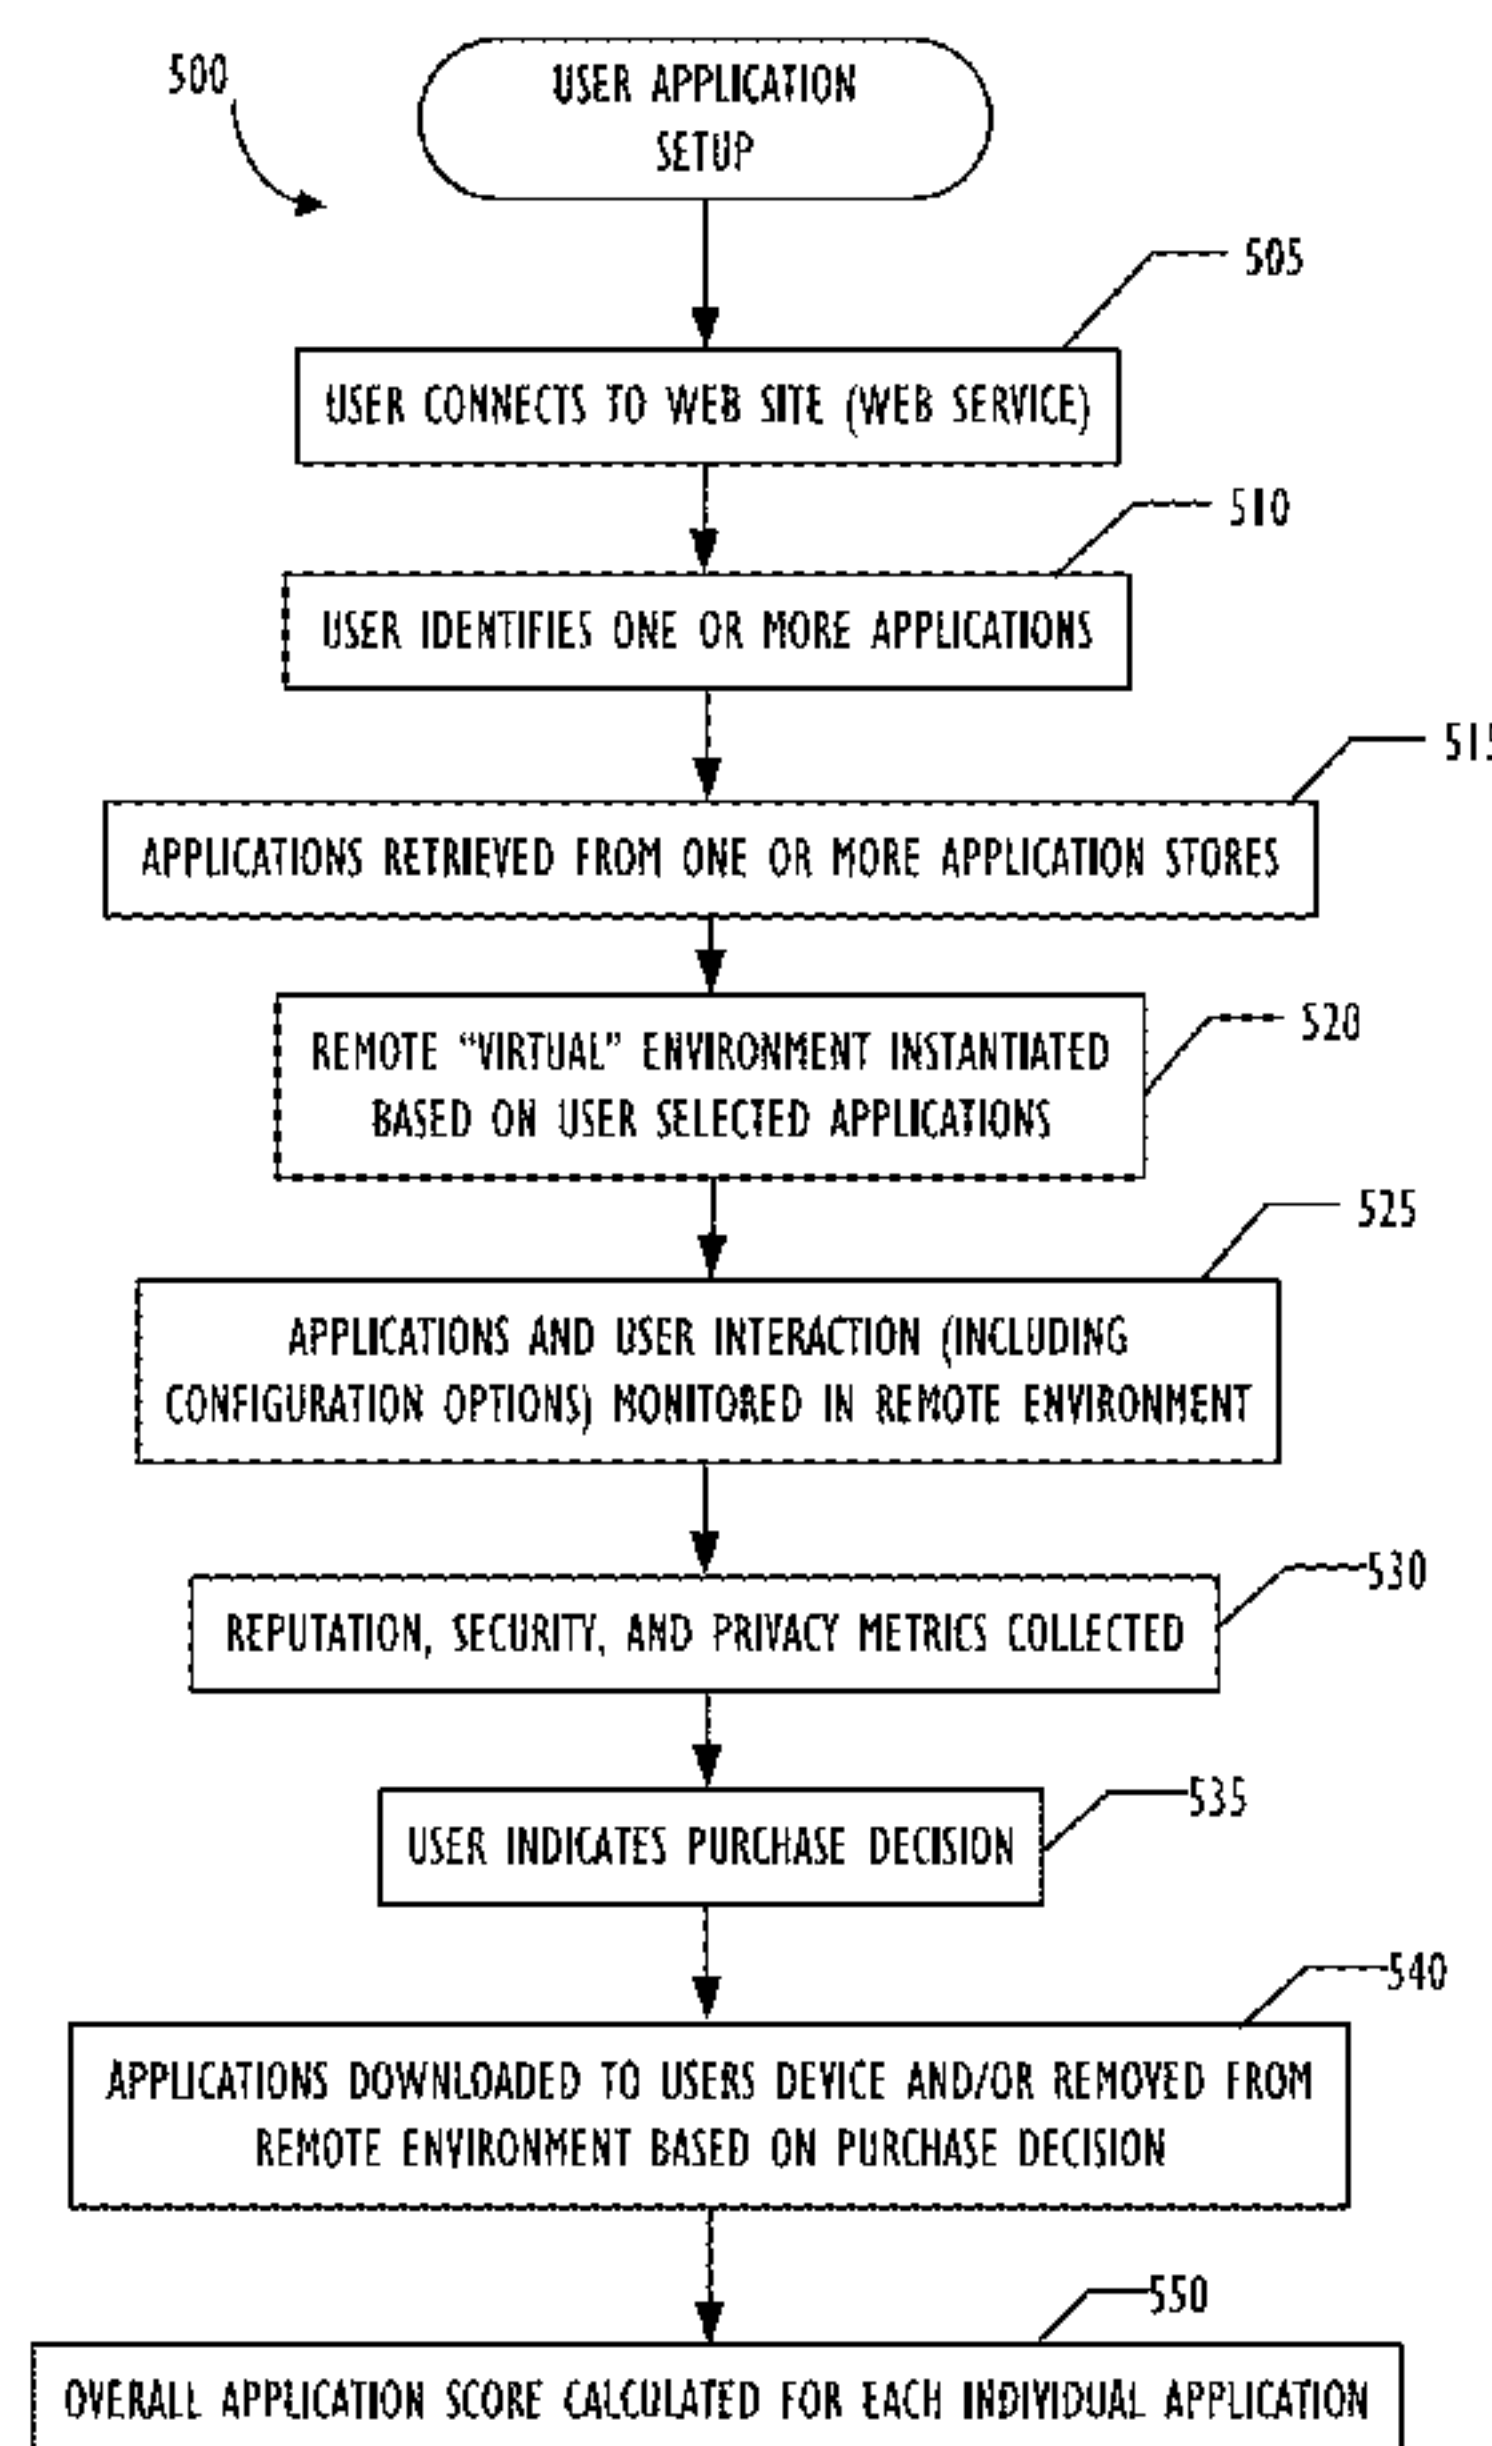 500
USER APPLICATION
SETUP
505
USER CONNECTS TO WEB SITE (WEB SERVICE)
510
USER IDENTIFIES ONE OR MORE APPLICATIONS
515
APPLICATIONS RETRIEVED FROM ONE OR MORE APPLICATION STORES
520
REMOTE “VIRTUAL” ENVIRONMENT INSTANTIATED
BASED ON USER SELECTED APPLICATIONS
525
APPLICATIONS AND USER INTERACTION (INCLUDING
CONFIGURATION OPTIONS) MONITORED IN REMOTE ENVIRONMENT
530
REPUTATION, SECURITY, AND PRIVACY METRICS COLLECTED
535
USER INDICATES PURCHASE DECISION
540
APPLICATIONS DOWNLOADED TO USERS DEVICE AND/OR REMOVED FROM
REMOTE ENVIRONMENT BASED ON PURCHASE DECISION
550
OVERALL APPLICATION SCORE CALCULATED FOR EACH INDIVIDUAL APPLICATION